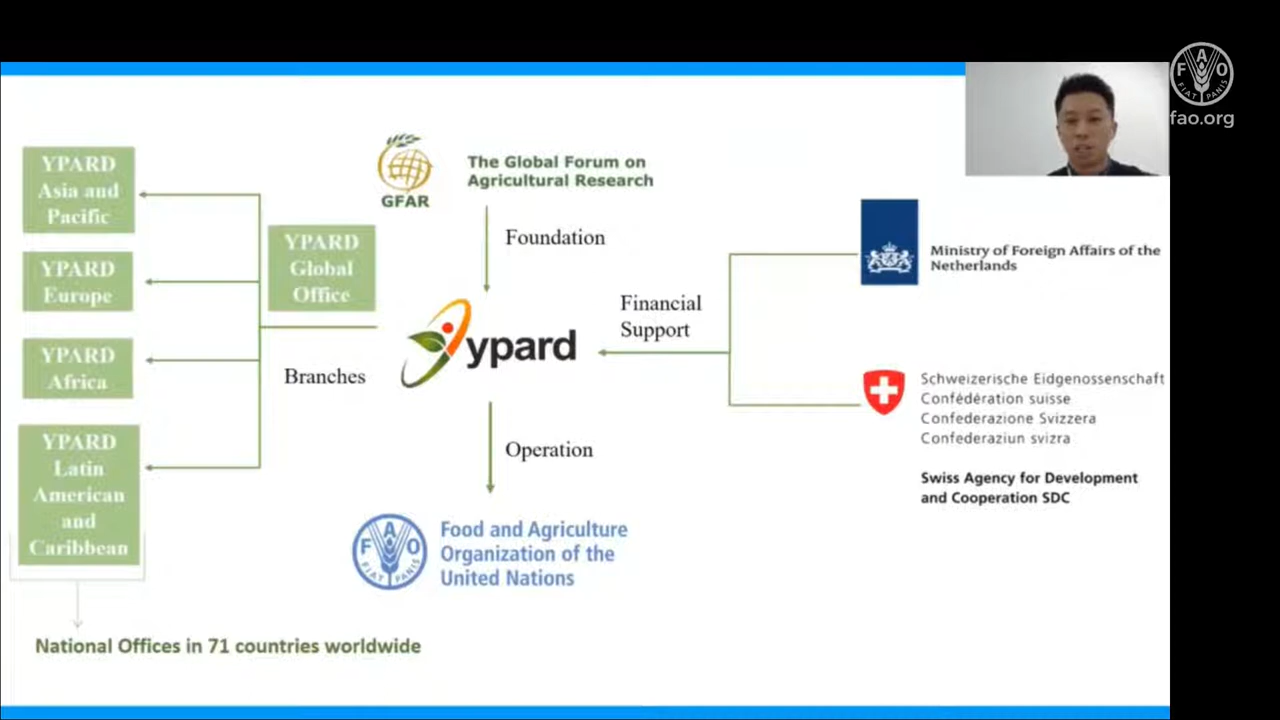 YPARD
Asia and
Pacific
YPARD
Europe
YPARD
Africa
YPARD
Latin
American
and
Caribbean
YPARD
Global
Office
Branches
GFAR
The Global Forum on
Agricultural Research
Foundation
ypard
Operation
FAO
FIAT PANIS
Food and Agriculture
Organization of the
United Nations
Financial
Support
Ministry of Foreign Affairs of the
Netherlands
Schweizerische Eidgenossenschaft
Confédération suisse
Confederazione Svizzera
Confederaziun svizra
Swiss Agency for Development
and Cooperation SDC
National Offices in 71 countries worldwide
FAO
FIAT PANIS
fao.org